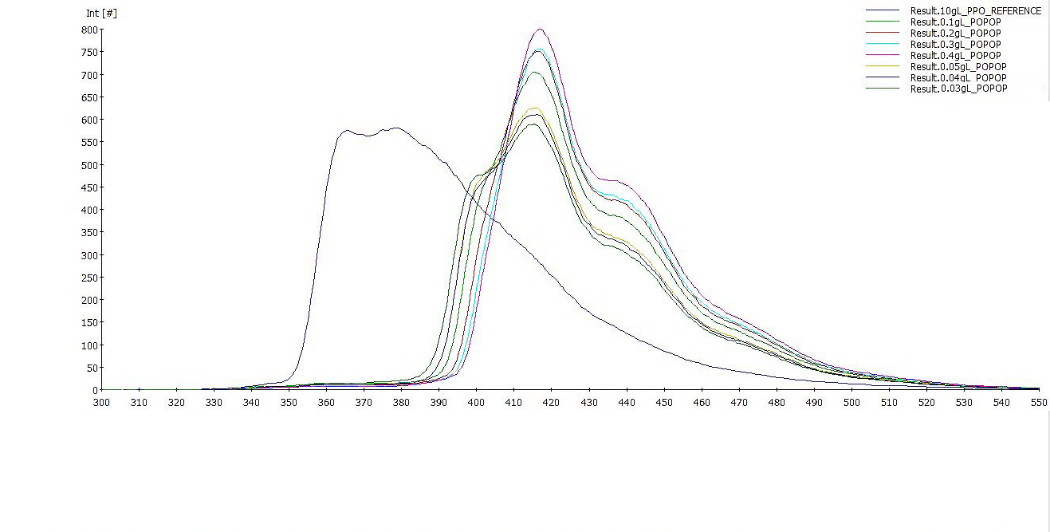 Int [#]
Result.10gL_PPO_REFERENCE
Result.0.1gL_POPOP
Result.0.2gL_POPOP
Result.0.3gL_POPOP
Result.0.4gL_POPOP
Result.0.05gL_POPOP
Result.0.04gL_POPOP
Result.0.03gL_POPOP
800
750
700
650
600
550
500
450
400
350
300
250
200
150
100
50
0
300 310 320 330 340 350 360 370 380 390 400 410 420 430 440 450 460 470 480 490 500 510 520 530 540 550